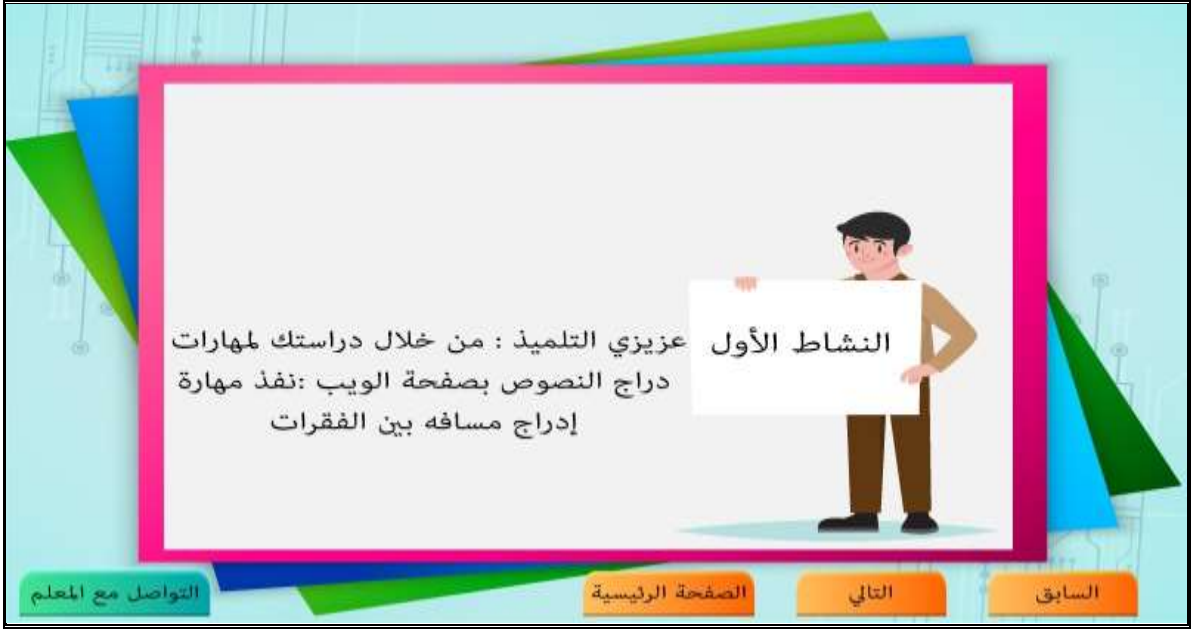 النشاط الأول
عزيزي التلميذ : من خلال دراستك لمهارات
دراج النصوص بصفحة الويب :نفذ مهارة
إدراج مسافه بين الفقرات
السابق
التالي
الصفحة الرئيسية
التواصل مع المعلم